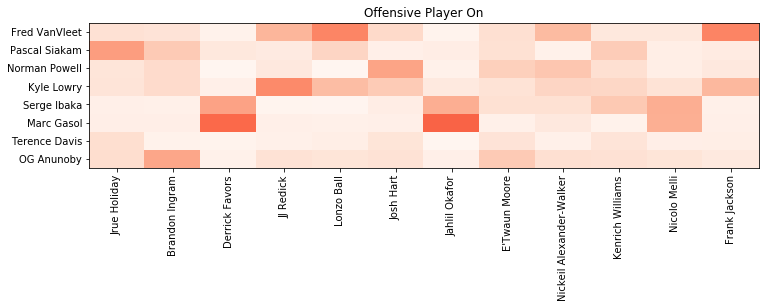 Offensive Player On
Fred VanVleet
Pascal Siakam
Norman Powell
Kyle Lowry
Serge Ibaka
Marc Gasol
Terence Davis
OG Anunoby
Jrue Holiday
Brandon Ingram
Derrick Favors
JJ Redick
Lonzo Ball
Josh Hart
Jahlil Okafor
E'Twaun Moore
Nickeil Alexander-Walker
Kenrich Williams
Nicolo Melli
Frank Jackson